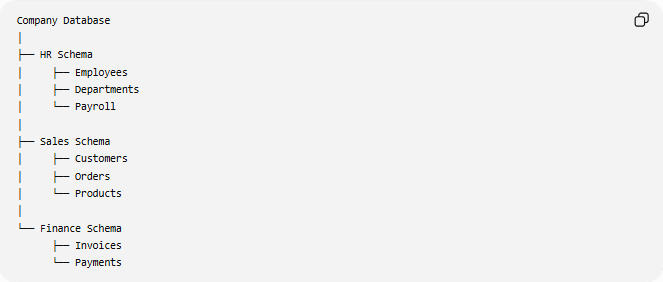 Company Database
│
├── HR Schema
│     ├── Employees
│     ├── Departments
│     └── Payroll
│
├── Sales Schema
│     ├── Customers
│     ├── Orders
│     └── Products
│
└── Finance Schema
      ├── Invoices
      └── Payments